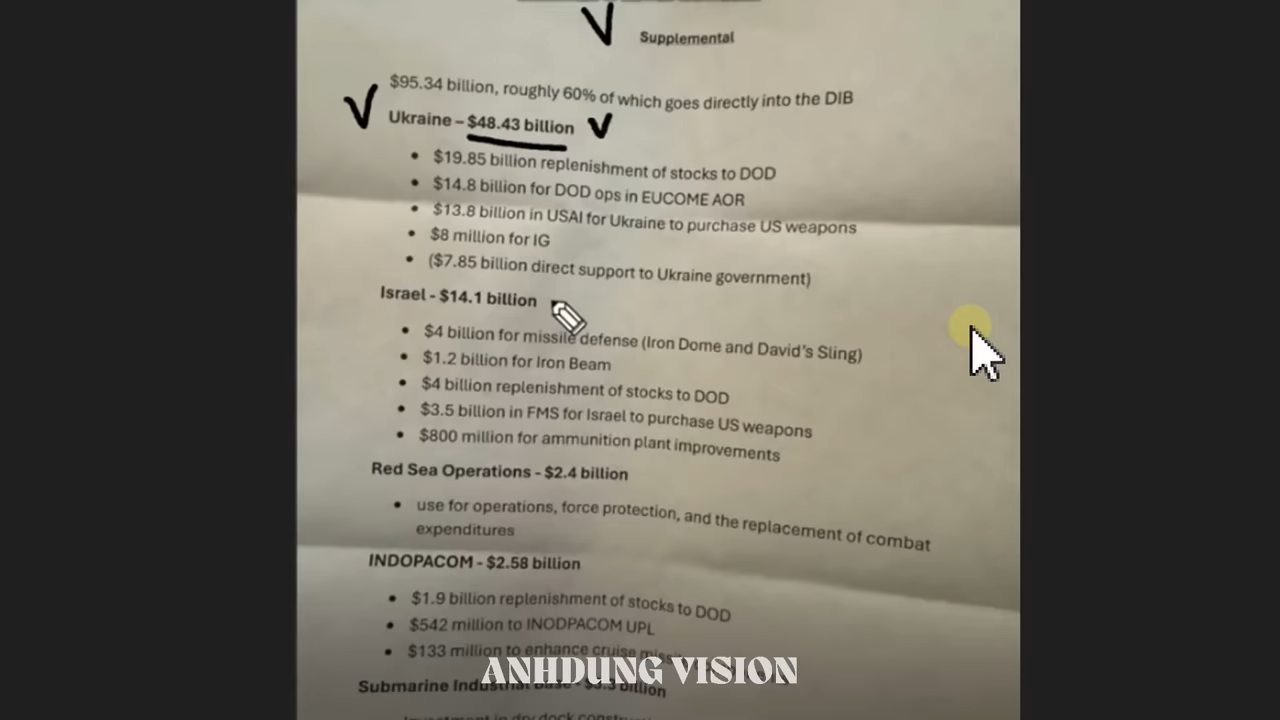 Supplemental
$95.34 billion, roughly 60% of which goes directly into the DIB
Ukraine – $48.43 billion
• $19.85 billion replenishment of stocks to DOD
• $14.8 billion for DOD ops in EUCOME AOR
• $13.8 billion in USAI for Ukraine to purchase US weapons
• $8 million for IG
• ($7.85 billion direct support to Ukraine government)
Israel - $14.1 billion
• $4 billion for missile defense (Iron Dome and David's Sling)
• $1.2 billion for Iron Beam
• $4 billion replenishment of stocks to DOD
• $3.5 billion in FMS for Israel to purchase US weapons
• $800 million for ammunition plant improvements
Red Sea Operations - $2.4 billion
• use for operations, force protection, and the replacement of combat
expenditures
INDOPACOM - $2.58 billion
• $1.9 billion replenishment of stocks to DOD
• $542 million to INODPACOM UPL
• $133 million to enhance cruise
ANHDUNG VISION
Submarine Industrial Base - $3.3 billion